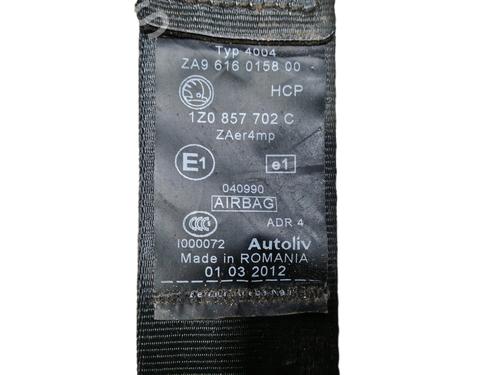 Typ 4004
ZA9 616 0158 00
HCP
1Z0 857 702 C
ZAer4mp
E1 e1
040990
AIRBAG
CCC ADR 4
I000072 Autoliv
Made in ROMANIA
01 03 2012